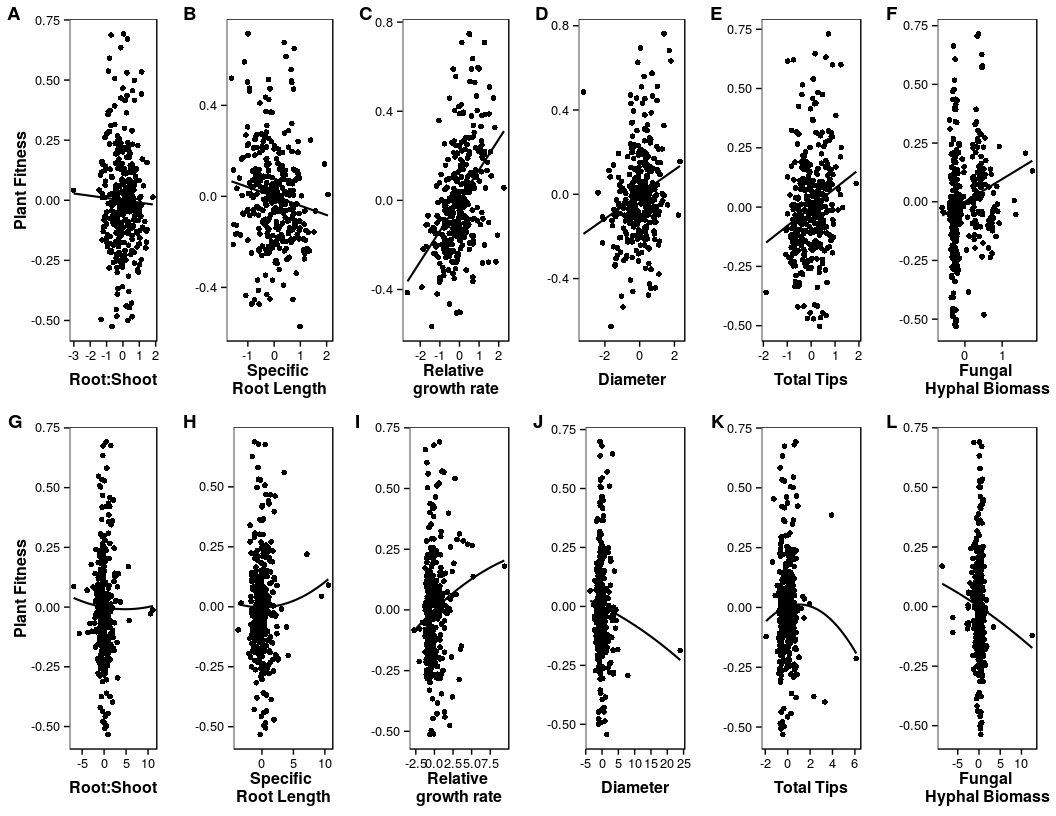 A B C D E F
Plant Fitness
0.75
0.50
0.25
0.00
-0.25
-0.50
-3 -2 -1 0 1 2
Root:Shoot
0.4
0.0
-0.4
-1 0 1 2
Specific
Root Length
0.8
0.4
0.0
-0.4
-2 -1 0 1 2
Relative
growth rate
0.8
0.4
0.0
-0.4
-2 0 2
Diameter
0.75
0.50
0.25
0.00
-0.25
-0.50
-2 -1 0 1 2
Total Tips
0.75
0.50
0.25
0.00
-0.25
-0.50
0 1
Fungal
Hyphal Biomass
G H I J K L
Plant Fitness
0.75
0.50
0.25
0.00
-0.25
-0.50
-5 0 5 10
Root:Shoot
0.50
0.25
0.00
-0.25
-0.50
0 5 10
Specific
Root Length
0.75
0.50
0.25
0.00
-0.25
-0.50
-2.50.02.55.07.5
Relative
growth rate
0.75
0.50
0.25
0.00
-0.25
-0.50
-5 0 5 10 15 20 25
Diameter
0.75
0.50
0.25
0.00
-0.25
-0.50
-2 0 2 4 6
Total Tips
0.75
0.50
0.25
0.00
-0.25
-0.50
-5 0 5 10
Fungal
Hyphal Biomass